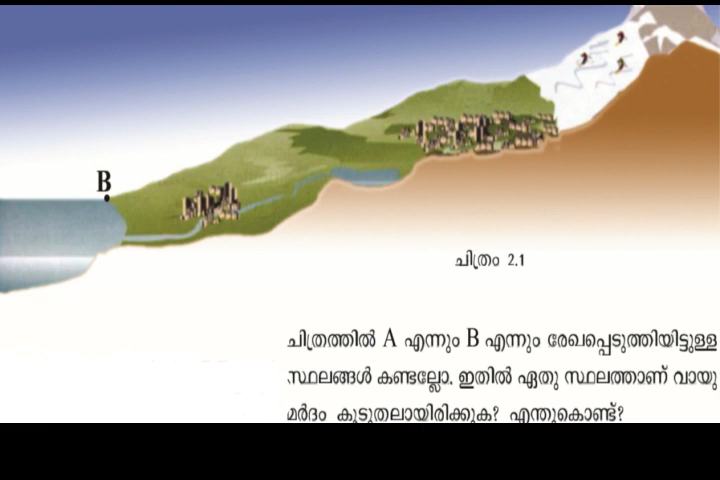 B
ചിത്രം 2.1
ചിത്രത്തിൽ A എന്നും B എന്നും രേഖപ്പെടുത്തിയിട്ടുള്ള
സ്ഥലങ്ങൾ കണ്ടല്ലോ. ഇതിൽ ഏതു സ്ഥലത്താണ് വായു
മർദം കൂടുതലായിരിക്കുക? എന്തുകൊണ്ട്?